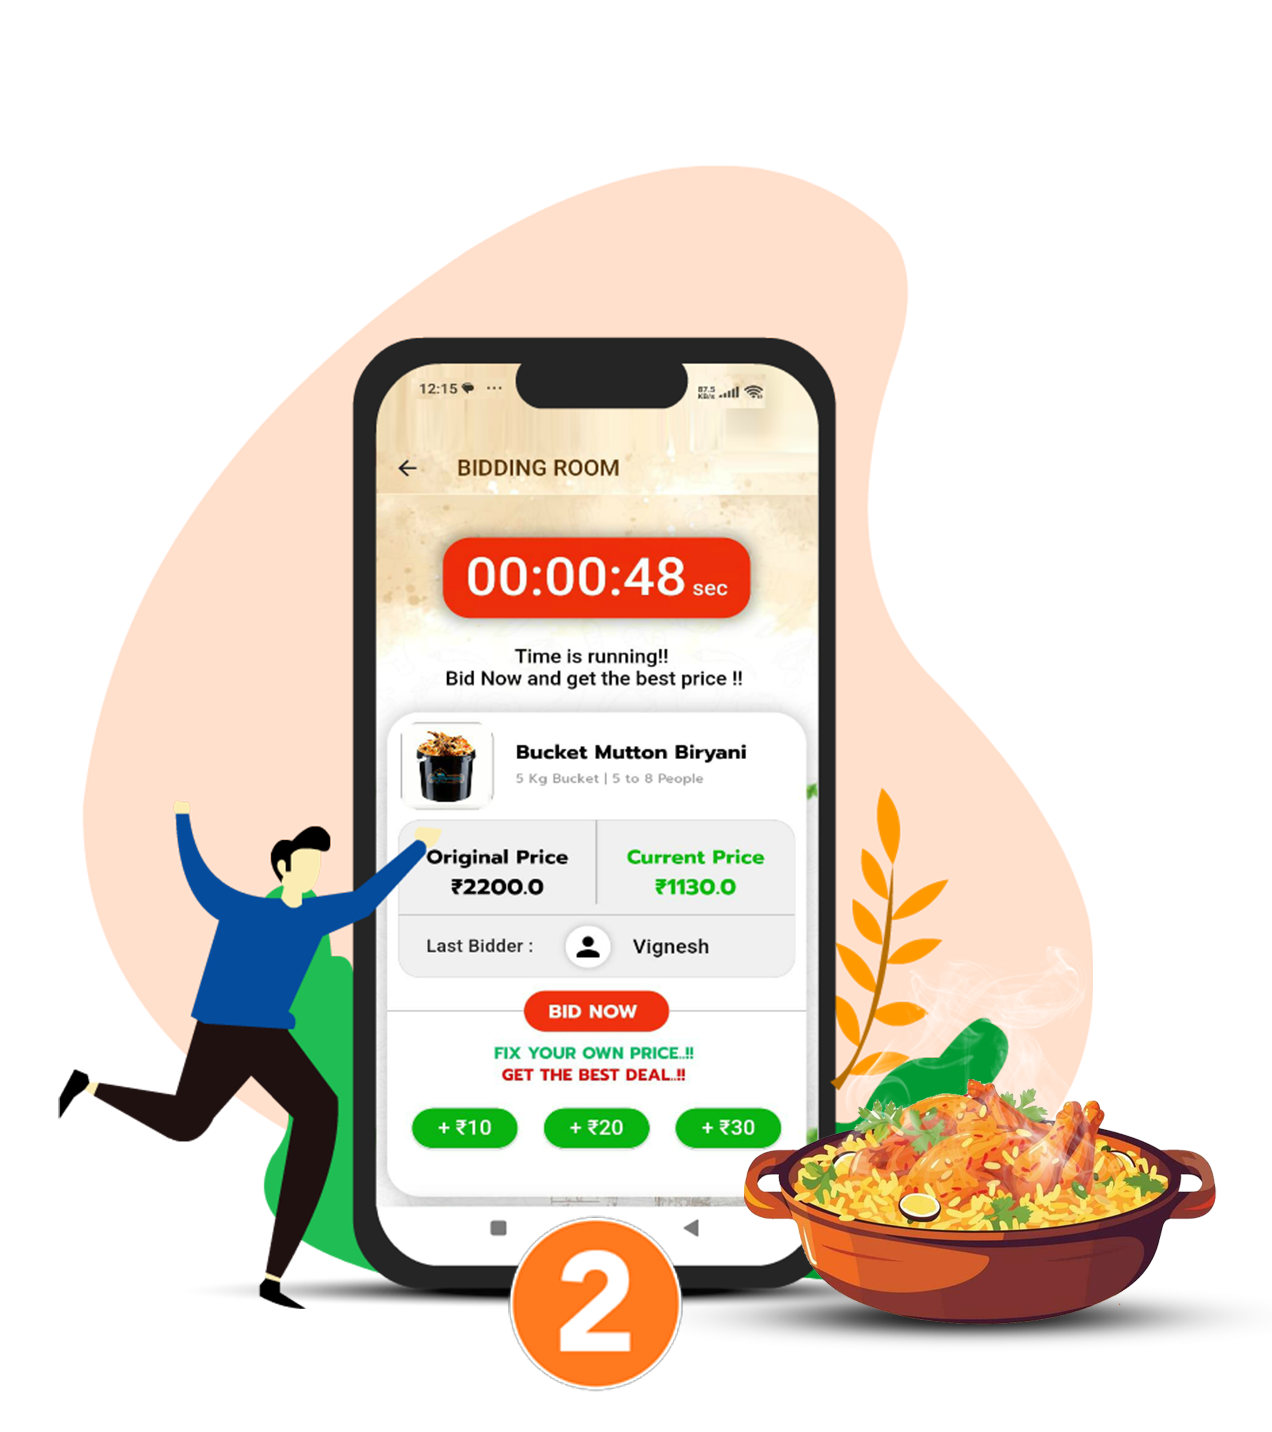 12:15 ...
87.5
KB/s
BIDDING ROOM
00:00:48 sec
Time is running!!
Bid Now and get the best price !!
Bucket Mutton Biryani
5 Kg Bucket | 5 to 8 People
Original Price
₹2200.0
Current Price
₹1130.0
Last Bidder :
Vignesh
BID NOW
FIX YOUR OWN PRICE..!!
GET THE BEST DEAL..!!
+ ₹10
+ ₹20
+ ₹30
2